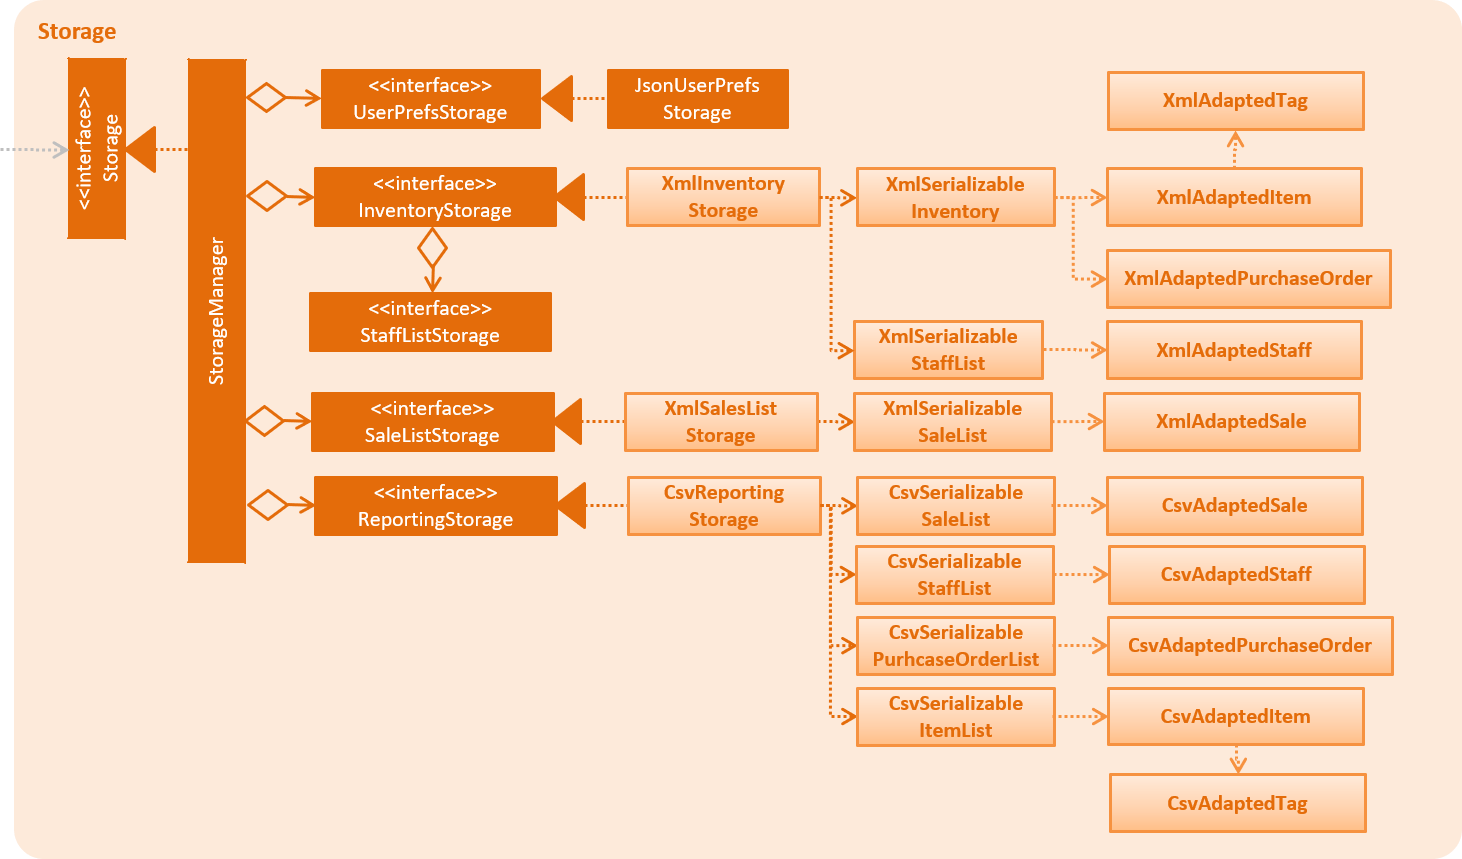 Storage
<<interface>>
Storage
StorageManager
<<interface>>
UserPrefsStorage
JsonUserPrefs
Storage
XmlAdaptedTag
<<interface>>
InventoryStorage
XmlInventory
Storage
XmlSerializable
Inventory
XmlAdaptedItem
XmlAdaptedPurchaseOrder
<<interface>>
StaffListStorage
XmlSerializable
StaffList
XmlAdaptedStaff
<<interface>>
SaleListStorage
XmlSalesList
Storage
XmlSerializable
SaleList
XmlAdaptedSale
<<interface>>
ReportingStorage
CsvReporting
Storage
CsvSerializable
SaleList
CsvAdaptedSale
CsvSerializable
StaffList
CsvAdaptedStaff
CsvSerializable
PurhcaseOrderList
CsvAdaptedPurchaseOrder
CsvSerializable
ItemList
CsvAdaptedItem
CsvAdaptedTag